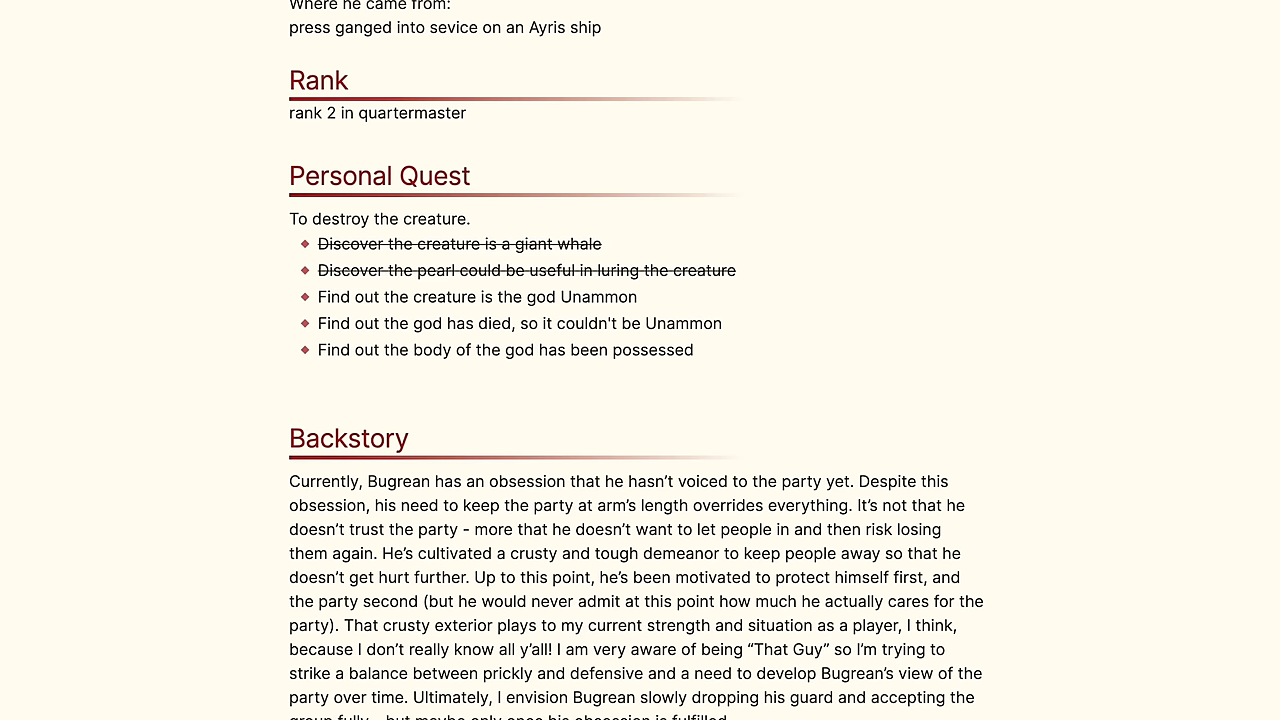 Where he came from:
press ganged into sevice on an Ayris ship
Rank
rank 2 in quartermaster
Personal Quest
To destroy the creature.
Discover the creature is a giant whale
Discover the pearl could be useful in luring the creature
Find out the creature is the god Unammon
Find out the god has died, so it couldn't be Unammon
Find out the body of the god has been possessed
Backstory
Currently, Bugrean has an obsession that he hasn’t voiced to the party yet. Despite this
obsession, his need to keep the party at arm’s length overrides everything. It’s not that he
doesn’t trust the party - more that he doesn’t want to let people in and then risk losing
them again. He’s cultivated a crusty and tough demeanor to keep people away so that he
doesn’t get hurt further. Up to this point, he’s been motivated to protect himself first, and
the party second (but he would never admit at this point how much he actually cares for the
party). That crusty exterior plays to my current strength and situation as a player, I think,
because I don’t really know all y’all! I am very aware of being “That Guy” so I’m trying to
strike a balance between prickly and defensive and a need to develop Bugrean’s view of the
party over time. Ultimately, I envision Bugrean slowly dropping his guard and accepting the
group fully - but maybe only once his obsession is fulfilled.